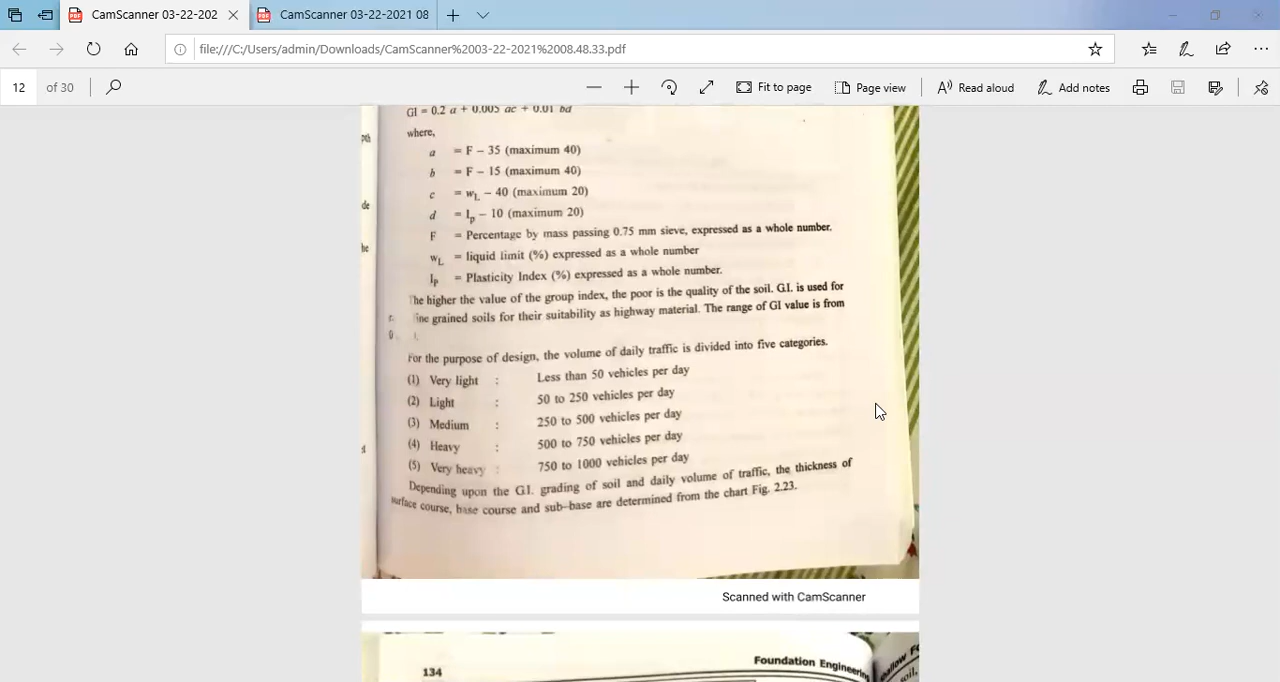 CamScanner 03-22-202
CamScanner 03-22-2021 08
file:///C:/Users/admin/Downloads/CamScanner%2003-22-2021%2008.48.33.pdf
12 of 30
Fit to page
Page view
Read aloud
Add notes
GI = 0.2 a + 0.005 ac + 0.01 bd
where,
a = F – 35 (maximum 40)
b = F – 15 (maximum 40)
c = wL – 40 (maximum 20)
d = Ip – 10 (maximum 20)
F = Percentage by mass passing 0.75 mm sieve, expressed as a whole number.
wL = liquid limit (%) expressed as a whole number
IP = Plasticity Index (%) expressed as a whole number.
The higher the value of the group index, the poor is the quality of the soil. G.I. is used for
fine grained soils for their suitability as highway material. The range of GI value is from
For the purpose of design, the volume of daily traffic is divided into five categories.
(1) Very light : Less than 50 vehicles per day
(2) Light : 50 to 250 vehicles per day
(3) Medium : 250 to 500 vehicles per day
(4) Heavy : 500 to 750 vehicles per day
(5) Very heavy : 750 to 1000 vehicles per day
Depending upon the G.I. grading of soil and daily volume of traffic, the thickness of
surface course, base course and sub-base are determined from the chart Fig. 2.23.
Scanned with CamScanner
134
Foundation Engineering
soil,